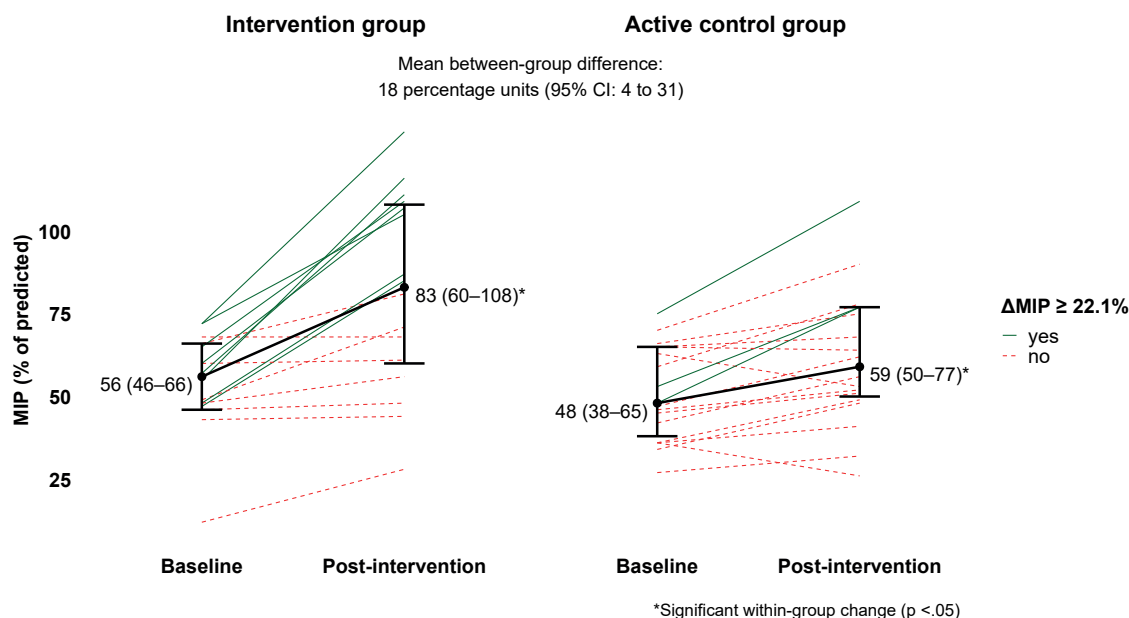 Intervention group
Active control group
Mean between-group difference:
18 percentage units (95% CI: 4 to 31)
MIP (% of predicted)
100
75
50
25
56 (46–66)
83 (60–108)*
48 (38–65)
59 (50–77)*
ΔMIP ≥ 22.1%
yes
no
Baseline
Post-intervention
Baseline
Post-intervention
*Significant within-group change (p <.05)